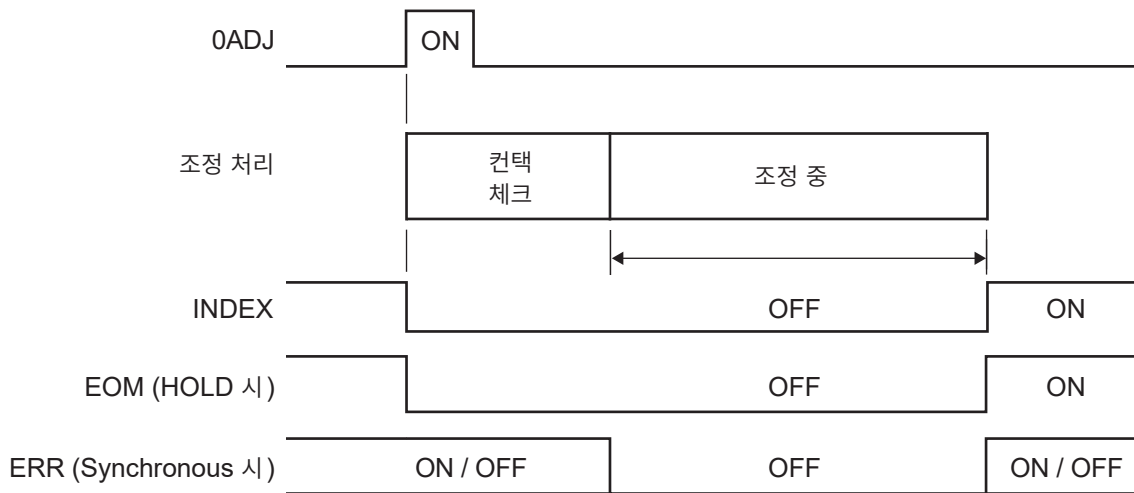 0ADJ
ON
조정 처리
컨택
체크
조정 중
INDEX
OFF
ON
EOM (HOLD 시)
OFF
ON
ERR (Synchronous 시)
ON / OFF
OFF
ON / OFF